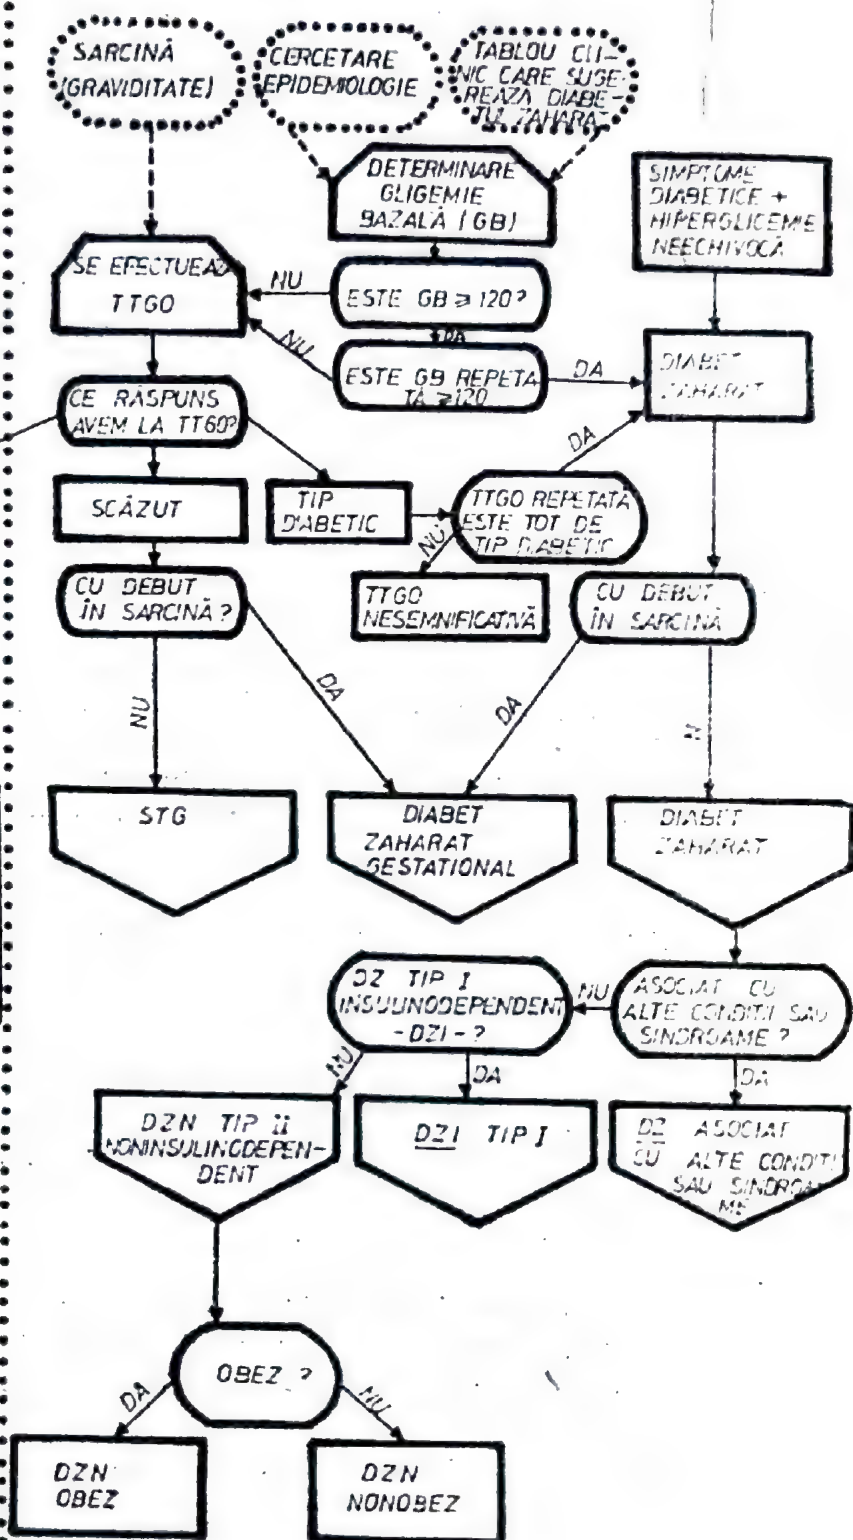 SARCINĂ
(GRAVIDITATE)
CERCETARE
EPIDEMIOLOGIE
TABLOU CLI-
NIC CARE SUGE-
REAZĂ DIABE-
TUL ZAHARAT
DETERMINARE
GLIGEMIE
BAZALĂ (GB)
SIMPTOME
DIABETICE +
HIPERGLICEMIE
NEECHIVOCĂ
SE EFECTUEAZĂ
TTGO
NU
ESTE GB ⩾ 120?
DA
NU
ESTE GB REPETA-
TĂ ⩾120
DA
DIABET
ZAHARAT
CE RĂSPUNS
AVEM LA TTGO?
DA
SCĂZUT
TIP
DIABETIC
TTGO REPETATĂ
ESTE TOT DE
TIP DIABETIC
NU
CU DEBUT
ÎN SARCINĂ ?
TTGO
NESEMNIFICATIVĂ
CU DEBUT
ÎN SARCINĂ
NU
DA
DA
N
STG
DIABET
ZAHARAT
GESTATIONAL
DIABET
ZAHARAT
DZ TIP I
INSULINODEPENDENT
-DZI- ?
NU
ASOCIAT CU
ALTE CONDITII SAU
SINDROAME ?
NU
DA
DA
DZN TIP II
NONINSULINODEPEN-
DENT
DZI TIP I
DZ ASOCIAT
CU ALTE CONDITII
SAU SINDROA
ME
OBEZ ?
DA
NU
DZN
OBEZ
DZN
NONOBEZ